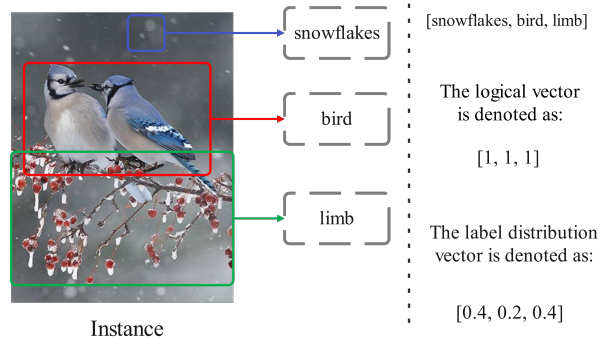 snowflakes
bird
limb
Instance
[snowflakes, bird, limb]
The logical vector
is denoted as:
[1, 1, 1]
The label distribution
vector is denoted as:
[0.4, 0.2, 0.4]